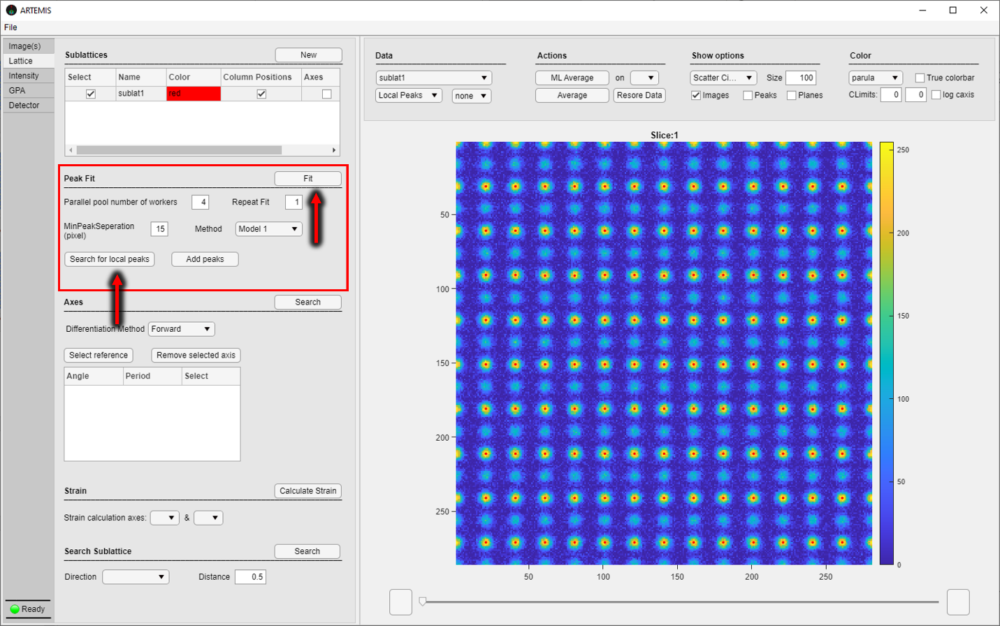 ARTEMIS
File
Image(s)
Lattice
Intensity
GPA
Detector
Ready
Sublattices
New
Select Name Color Column Positions Axes
sublat1 red
Peak Fit
Fit
Parallel pool number of workers 4 Repeat Fit 1
MinPeakSeperation
(pixel) 15 Method Model 1
Search for local peaks Add peaks
Axes
Search
Differentiation Method Forward
Select reference Remove selected axis
Angle Period Select
Strain
Calculate Strain
Strain calculation axes: &
Search Sublattice
Search
Direction Distance 0.5
Data
sublat1
Local Peaks none
Actions
ML Average on
Average Resore Data
Show options
Scatter Ci... Size 100
Images Peaks Planes
Color
parula True colorbar
CLimits: 0 0 log caxis
Slice:1
50
100
150
200
250
50 100 150 200 250
250
200
150
100
50
0